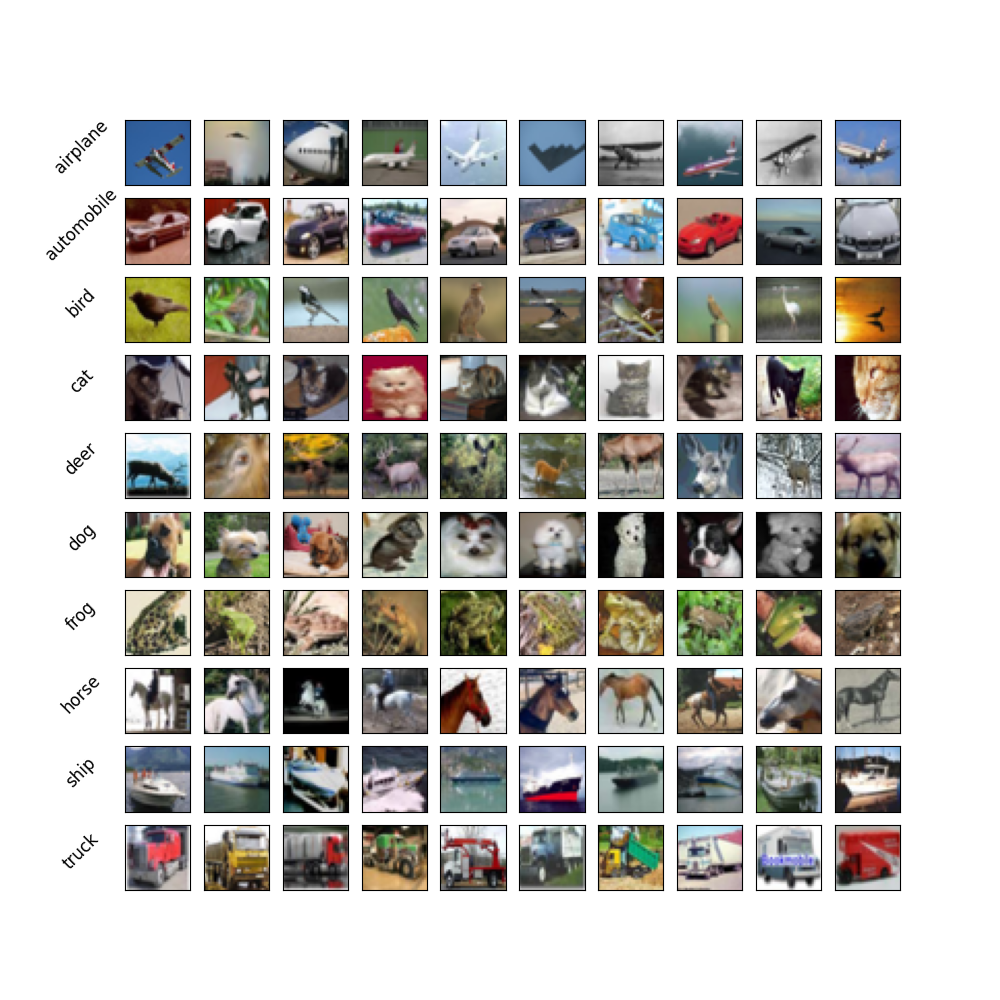 airplane
automobile
bird
cat
deer
dog
frog
horse
ship
truck